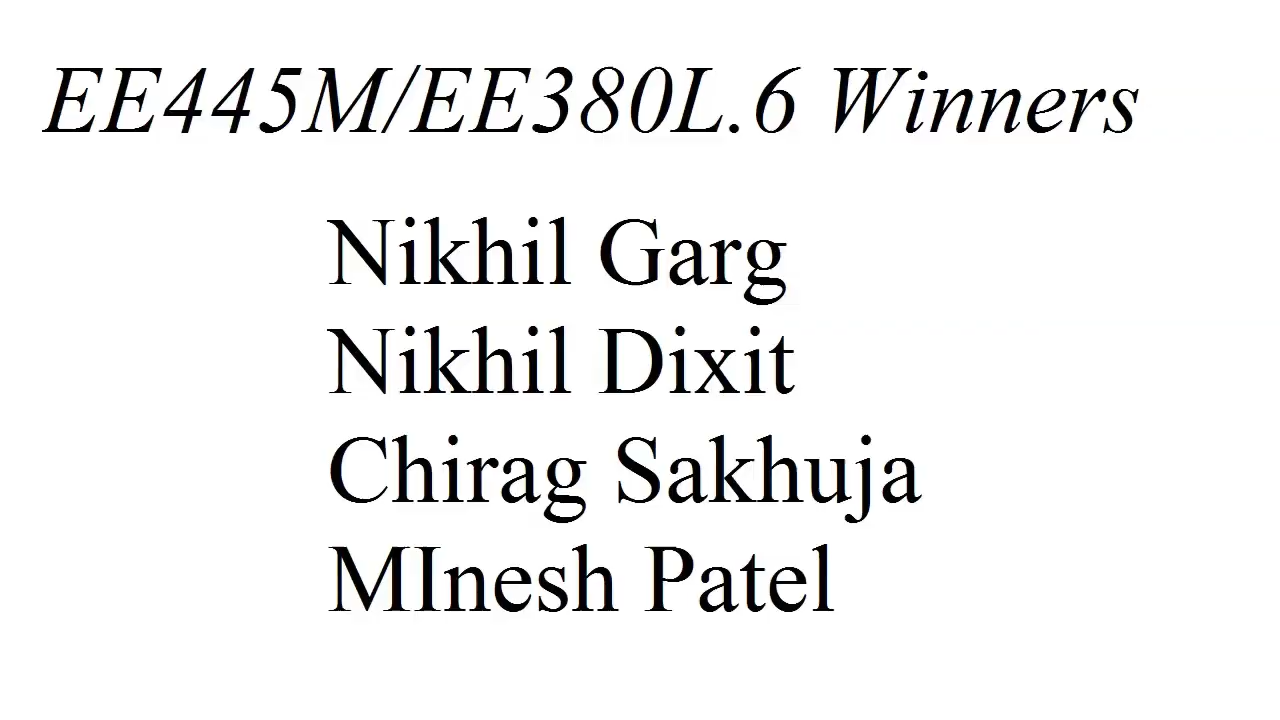 EE445M/EE380L.6 Winners
Nikhil Garg
Nikhil Dixit
Chirag Sakhuja
MInesh Patel